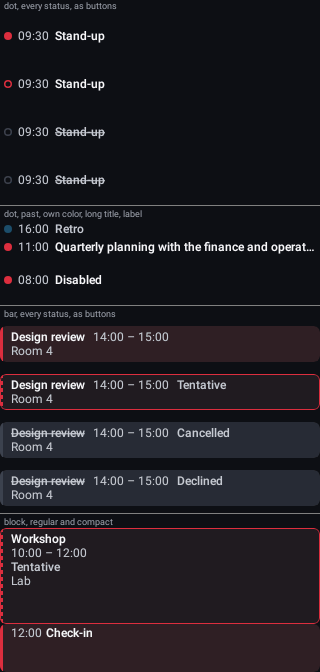 dot, every status, as buttons
09:30 Stand-up
09:30 Stand-up
09:30 Stand-up
09:30 Stand-up
dot, past, own color, long title, label
16:00 Retro
11:00 Quarterly planning with the finance and operat...
08:00 Disabled
bar, every status, as buttons
Design review 14:00 – 15:00
Room 4
Design review 14:00 – 15:00 Tentative
Room 4
Design review 14:00 – 15:00 Cancelled
Room 4
Design review 14:00 – 15:00 Declined
Room 4
block, regular and compact
Workshop
10:00 – 12:00
Tentative
Lab
12:00 Check-in